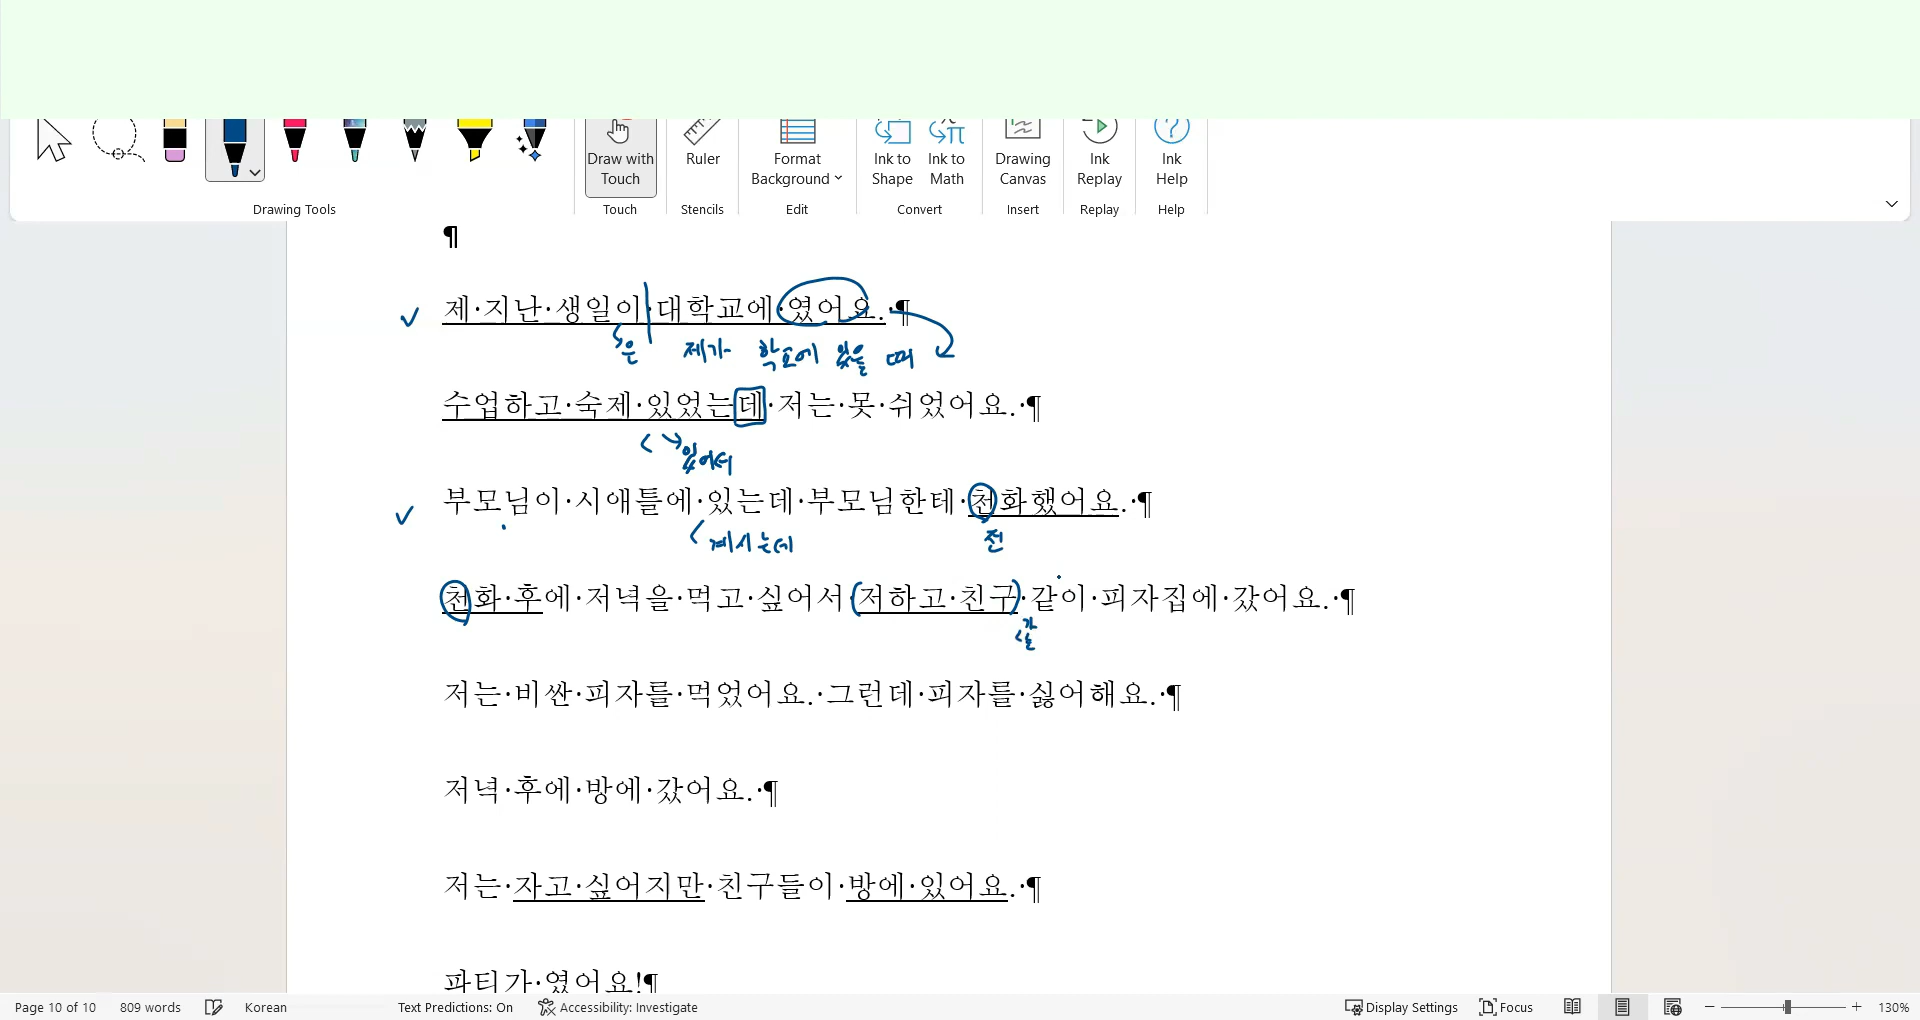 Draw with Touch
Ruler
Format Background
Ink to Shape
Ink to Math
Drawing Canvas
Ink Replay
Ink Help
Drawing Tools
Touch
Stencils
Edit
Convert
Insert
Replay
Help
¶
✓ 제·지난·생일이·대학교에·였어요.·¶
은 제가 학교에 있을 때
수업하고·숙제·있었는데·저는·못·쉬었어요.·¶
있어서
✓ 부모님이·시애틀에·있는데·부모님한테·천화했어요.·¶
계시는데 전
천화·후에·저녁을·먹고·싶어서·(저하고·친구)·같이·피자집에·갔어요.·¶
가
는
저는·비싼·피자를·먹었어요.·그런데·피자를·싫어해요.·¶
저녁·후에·방에·갔어요.·¶
저는·자고·싶어지만·친구들이·방에·있어요.·¶
파티가·였어요!¶
Page 10 of 10 809 words Korean Text Predictions: On Accessibility: Investigate Display Settings Focus 130%